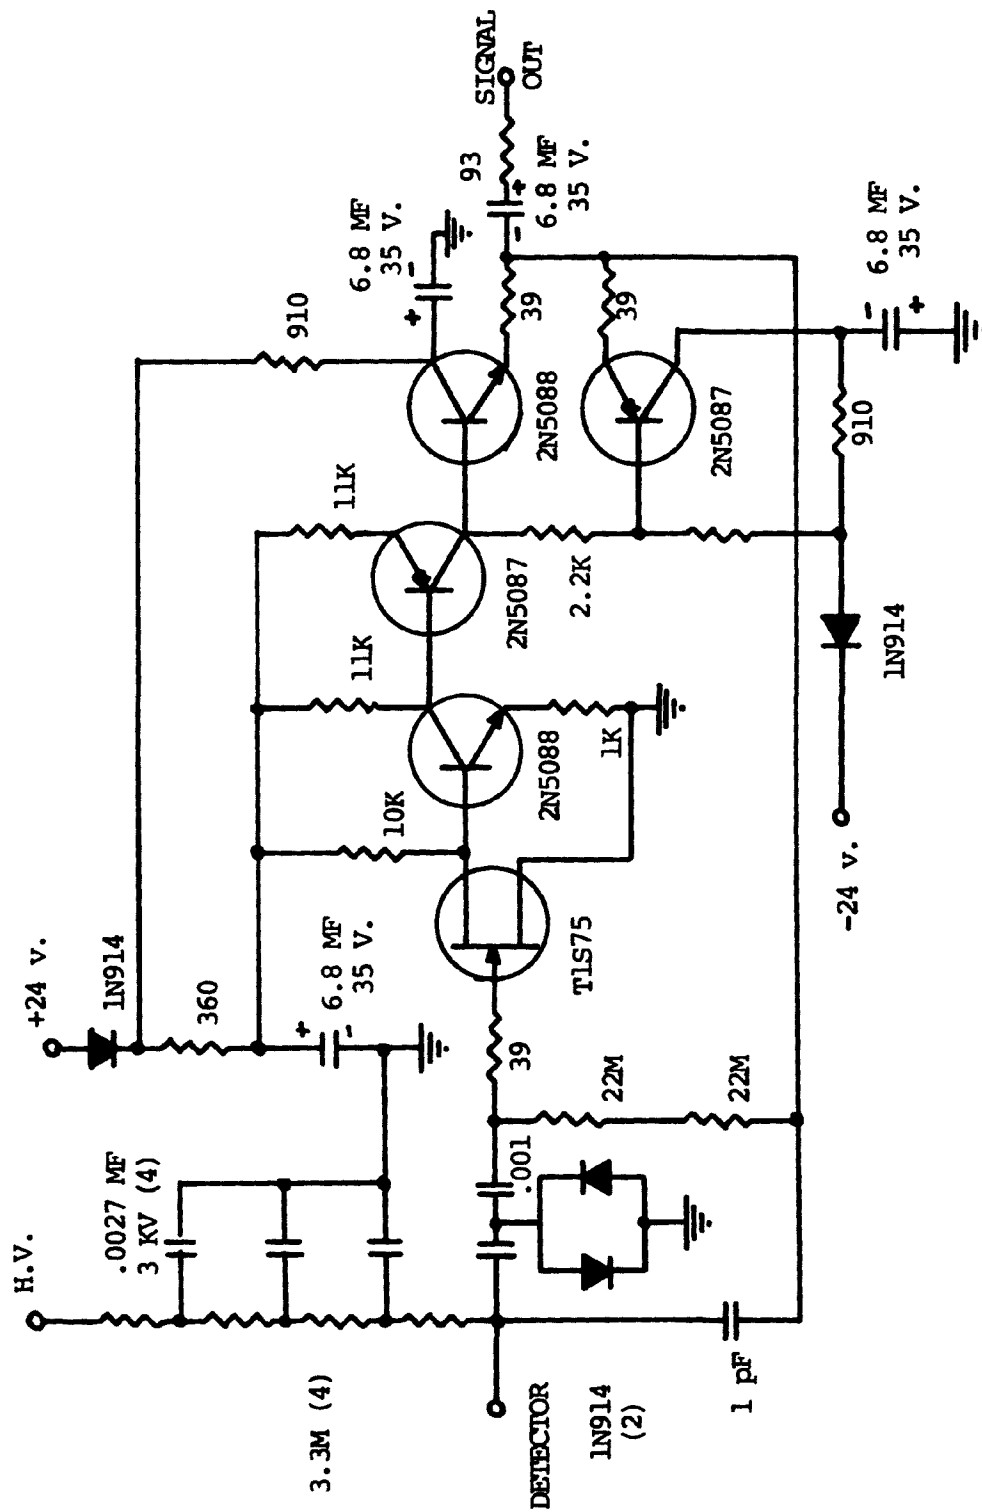 H.V.
+24 v.
.0027 MF
3 KV (4)
1N914
360
910
3.3M (4)
+
6.8 MF
35 V.
-
10K
11K
11K
6.8 MF
35 V.
+
-
93
SIGNAL
OUT
DETECTOR
.001
39
T1S75
2N5088
2N5087
2N5088
39
-
+
6.8 MF
35 V.
1N914
(2)
22M
22M
1K
2.2K
39
2N5087
1 pF
-24 v.
1N914
910
-
+
6.8 MF
35 V.